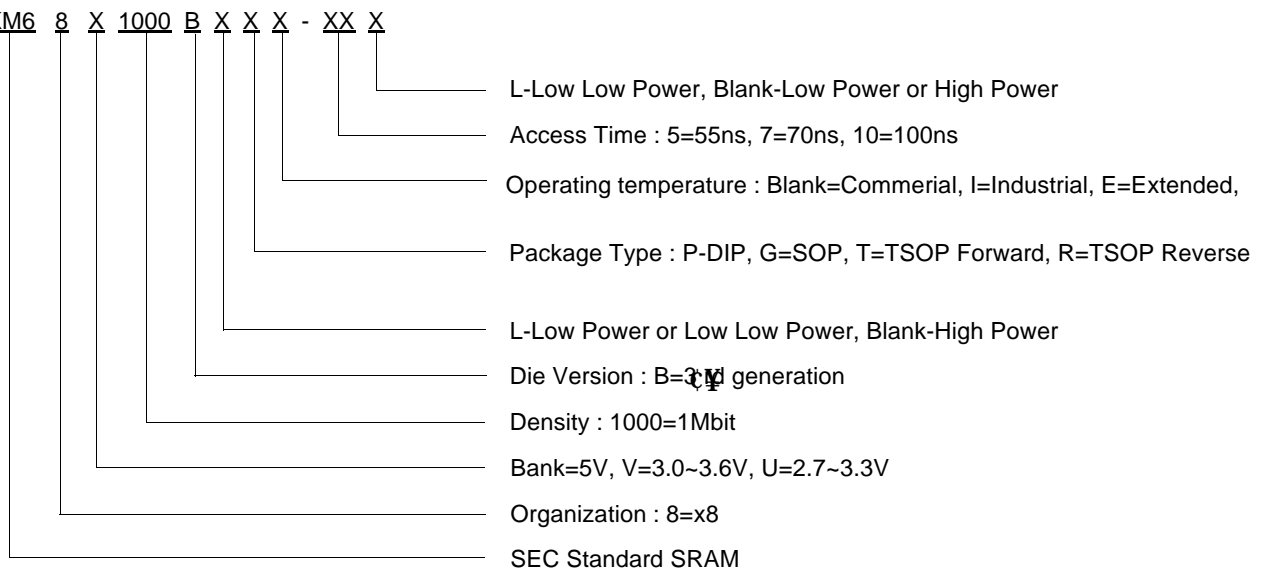 M6 8 X 1000 B X X X - XX X
L-Low Low Power, Blank-Low Power or High Power
Access Time : 5=55ns, 7=70ns, 10=100ns
Operating temperature : Blank=Commerial, I=Industrial, E=Extended,
Package Type : P-DIP, G=SOP, T=TSOP Forward, R=TSOP Reverse
L-Low Power or Low Low Power, Blank-High Power
Die Version : generation
Density : 1000=1Mbit
Bank=5V, V=3.0~3.6V, U=2.7~3.3V
Organization : 8=x8
SEC Standard SRAM